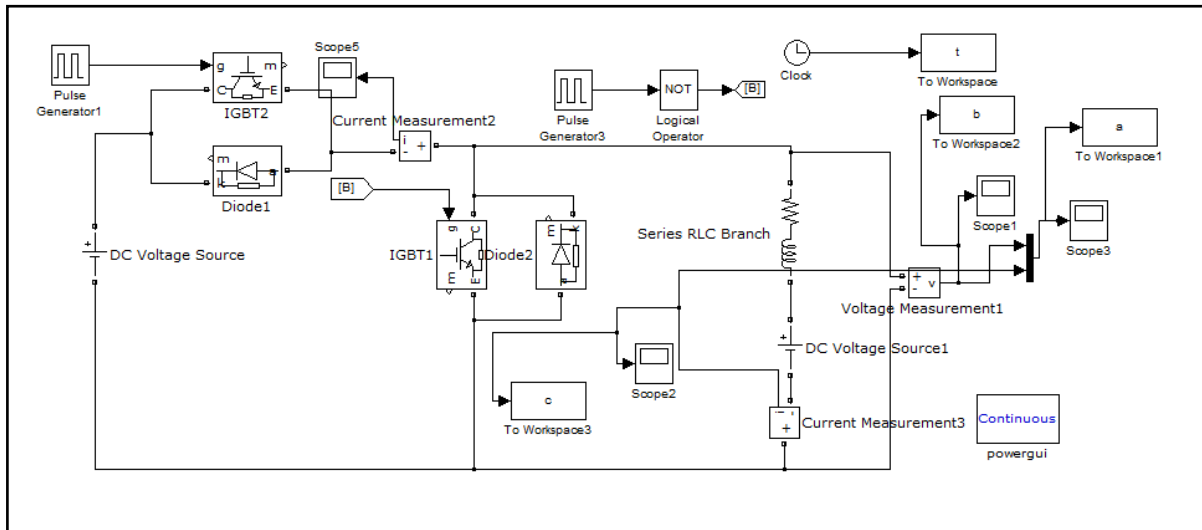 g
m
C
E
Pulse
Generator1
IGBT2
Scope5
Current Measurement2
i
-
+
m
k
a
Diode1
[B]
DC Voltage Source
+
Pulse
Generator3
NOT
Logical
Operator
[B]
Clock
t
To Workspace
b
To Workspace2
a
To Workspace1
Scope1
Scope3
g
C
m
E
IGBT1
m
k
a
Diode2
Series RLC Branch
+
-
v
Voltage Measurement1
+
DC Voltage Source1
Scope2
c
To Workspace3
i
-
+
Current Measurement3
Continuous
powergui